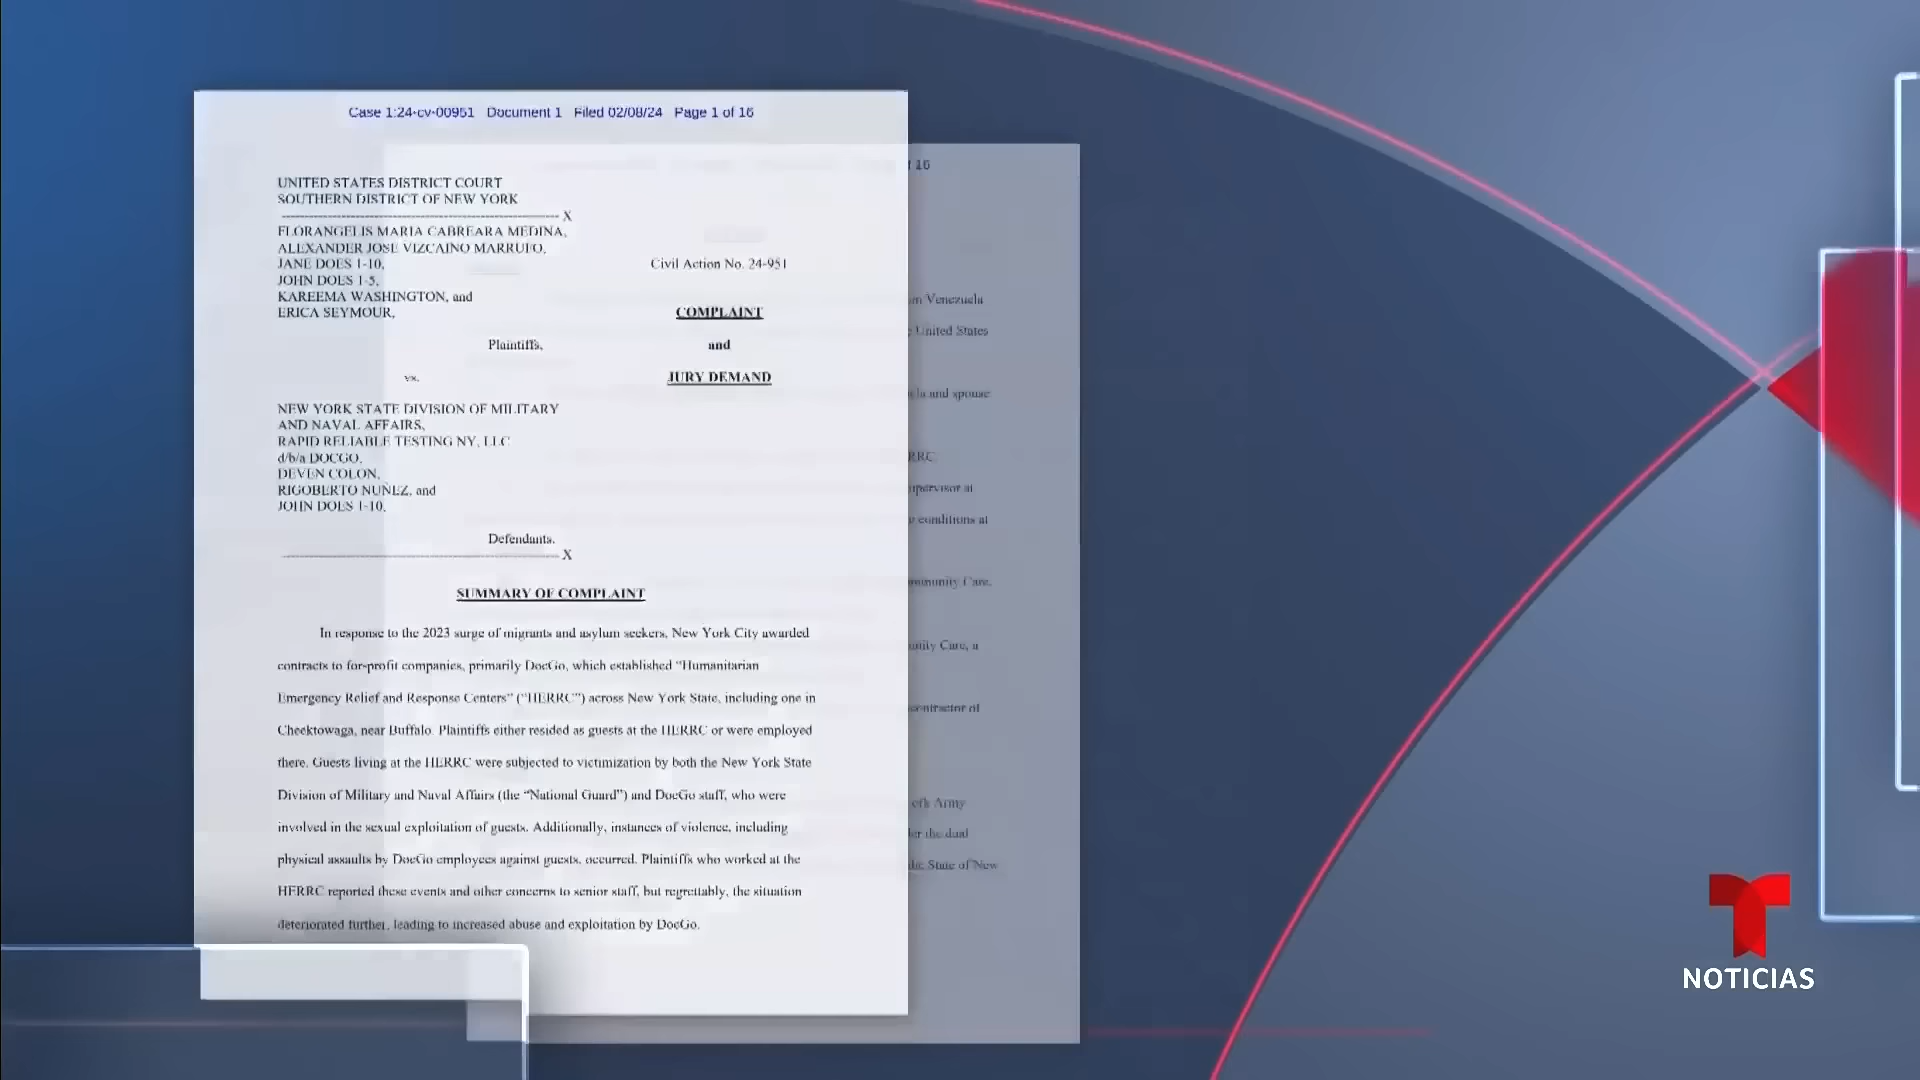 Case 1:24-cv-00951 Document 1 Filed 02/08/24 Page 1 of 16
UNITED STATES DISTRICT COURT
SOUTHERN DISTRICT OF NEW YORK
X
FLORANGELIS MARIA CABREARA MEDINA,
ALEXANDER JOSE VIZCAINO MARRUFO,
JANE DOES 1-10,
JOHN DOES 1-5,
KAREEMA WASHINGTON, and
ERICA SEYMOUR,
Plaintiffs,
vs.
NEW YORK STATE DIVISION OF MILITARY
AND NAVAL AFFAIRS,
RAPID RELIABLE TESTING NY, LLC
d/b/a DOCGO,
DEVEN COLON,
RIGOBERTO NUÑEZ, and
JOHN DOES 1-10,
Defendants.
X
Civil Action No. 24-951
COMPLAINT
and
JURY DEMAND
SUMMARY OF COMPLAINT
In response to the 2023 surge of migrants and asylum seekers, New York City awarded
contracts to for-profit companies, primarily DocGo, which established “Humanitarian
Emergency Relief and Response Centers” (“HERRC”) across New York State, including one in
Cheektowaga, near Buffalo. Plaintiffs either resided as guests at the HERRC or were employed
there. Guests living at the HERRC were subjected to victimization by both the New York State
Division of Military and Naval Affairs (the “National Guard”) and DocGo staff, who were
involved in the sexual exploitation of guests. Additionally, instances of violence, including
physical assaults by DocGo employees against guests, occurred. Plaintiffs who worked at the
HERRC reported these events and other concerns to senior staff, but regrettably, the situation
deteriorated further, leading to increased abuse and exploitation by DocGo.
16
Venezuela
United States
and spouse
at
conditions at
Care,
Care, a
of
Army
the dual
the State of New
NOTICIAS